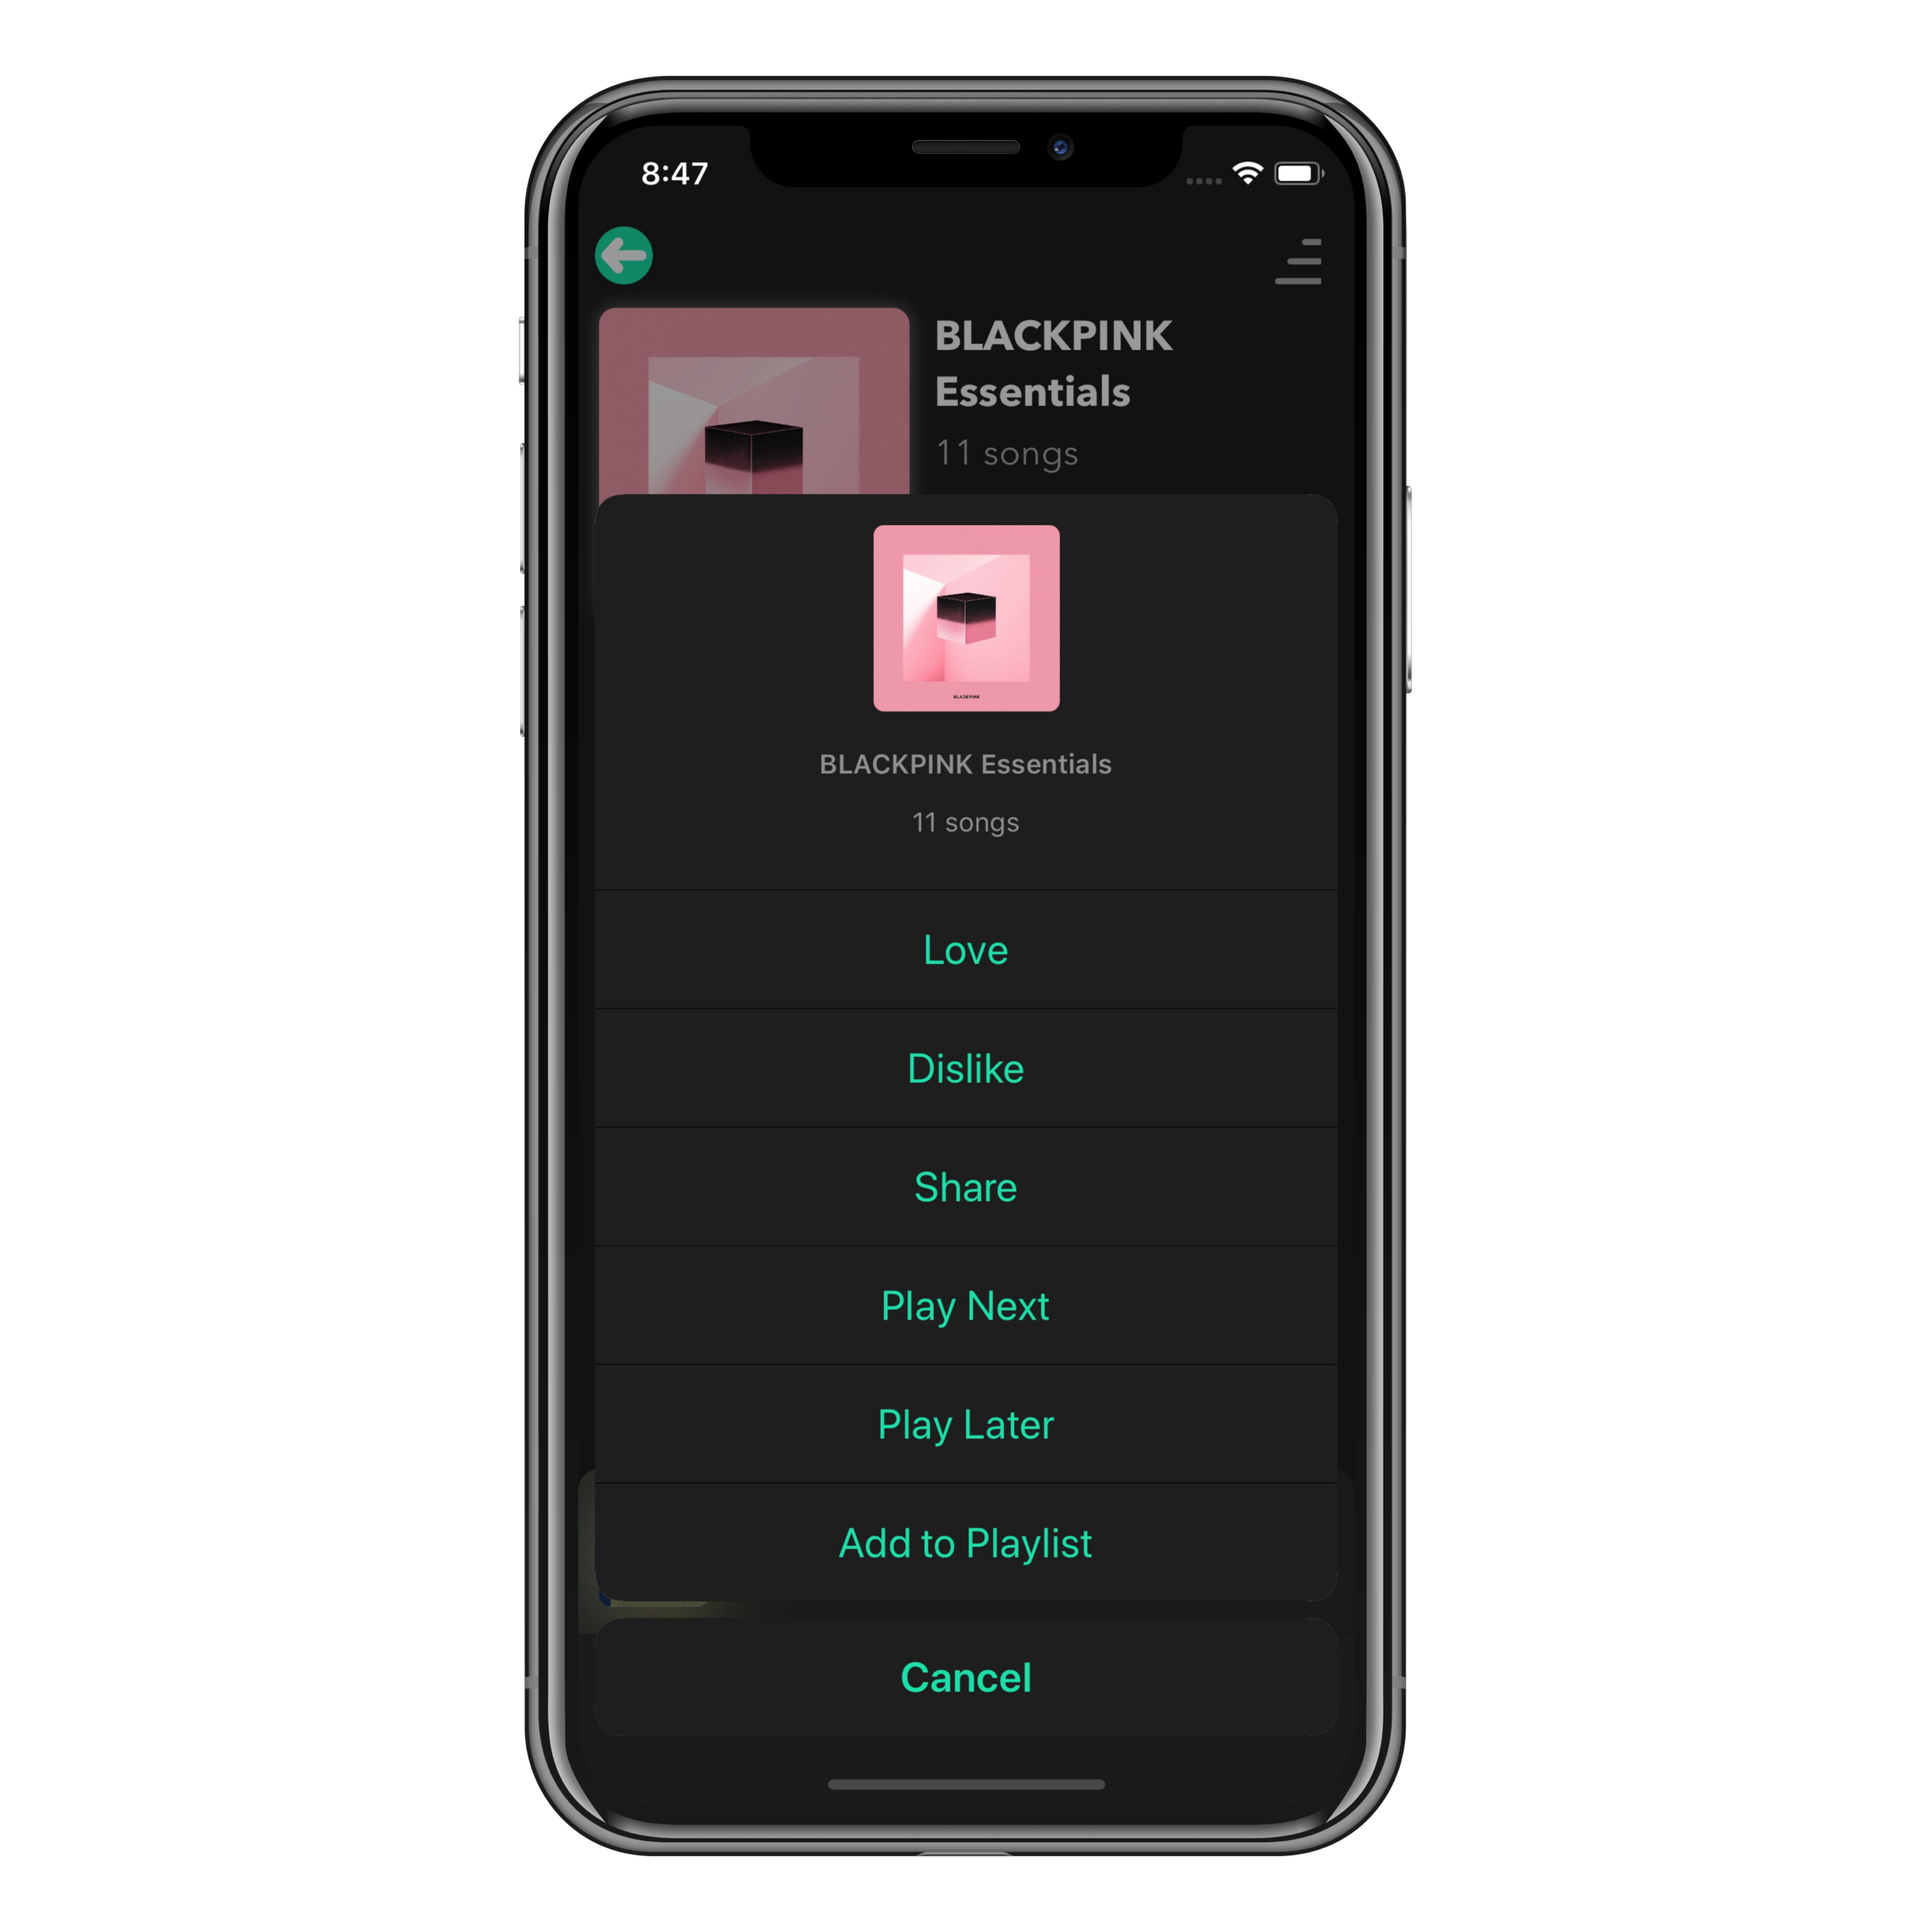 8:47
BLACKPINK
Essentials
11 songs
BLACKPINK
BLACKPINK Essentials
11 songs
Love
Dislike
Share
Play Next
Play Later
Add to Playlist
Cancel